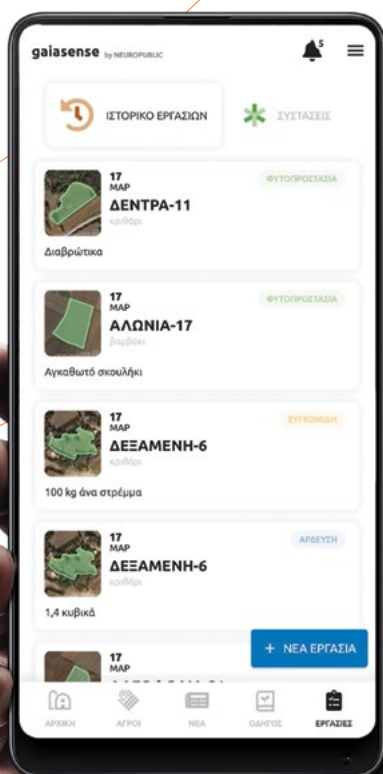 gaiasense by NEUROPUBLIC
5
ΙΣΤΟΡΙΚΟ ΕΡΓΑΣΙΩΝ
ΣΥΣΤΑΣΕΙΣ
17
ΜΑΡ
ΦΥΤΟΠΡΟΣΤΑΣΙΑ
ΔΕΝΤΡΑ-11
κριθάρι
Διαβρώτικα
17
ΜΑΡ
ΦΥΤΟΠΡΟΣΤΑΣΙΑ
ΑΛΩΝΙΑ-17
βαμβάκι
Αγκαθωτό σκουλήκι
17
ΜΑΡ
ΣΥΓΚΟΜΙΔΗ
ΔΕΞΑΜΕΝΗ-6
κριθάρι
100 kg άνα στρέμμα
17
ΜΑΡ
ΑΡΔΕΥΣΗ
ΔΕΞΑΜΕΝΗ-6
κριθάρι
1,4 κυβικά
17
ΜΑΡ
+ ΝΕΑ ΕΡΓΑΣΙΑ
ΑΡΧΙΚΗ
ΑΓΡΟΙ
ΝΕΑ
ΟΔΗΓΟΣ
ΕΡΓΑΣΙΕΣ